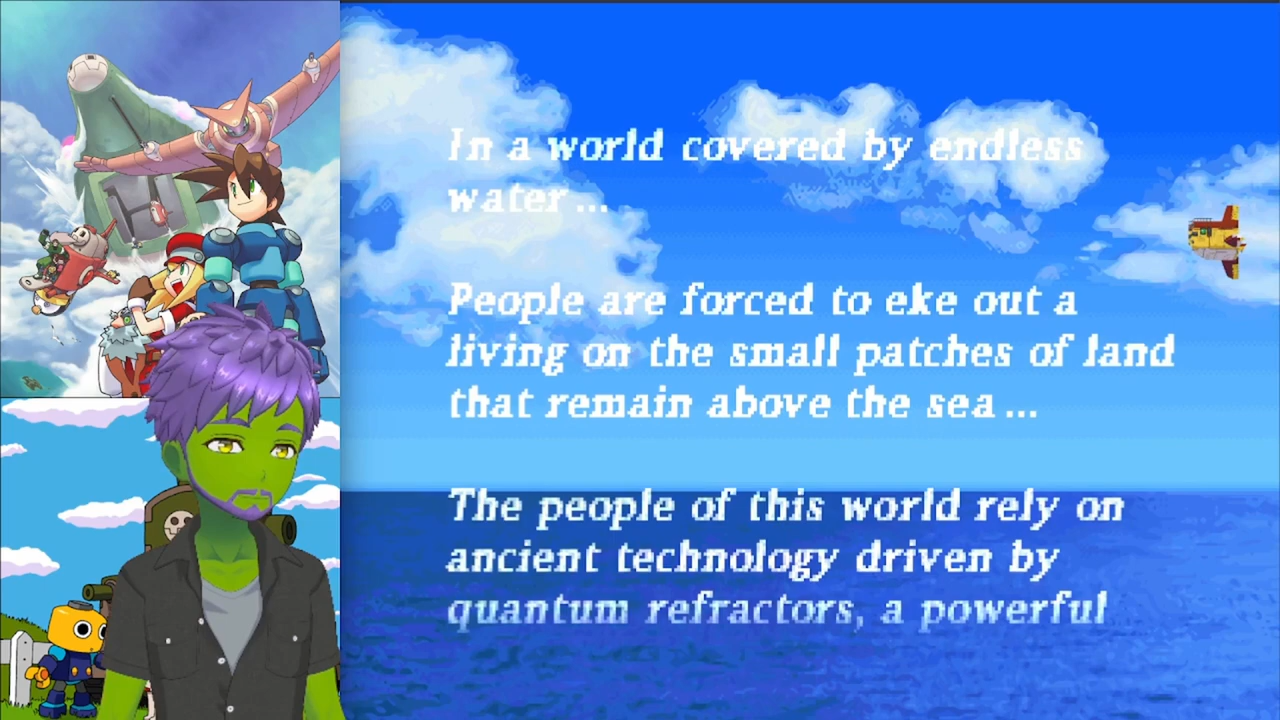 In a world covered by endless
water...
People are forced to eke out a
living on the small patches of land
that remain above the sea...
The people of this world rely on
ancient technology driven by
quantum refractors, a powerful